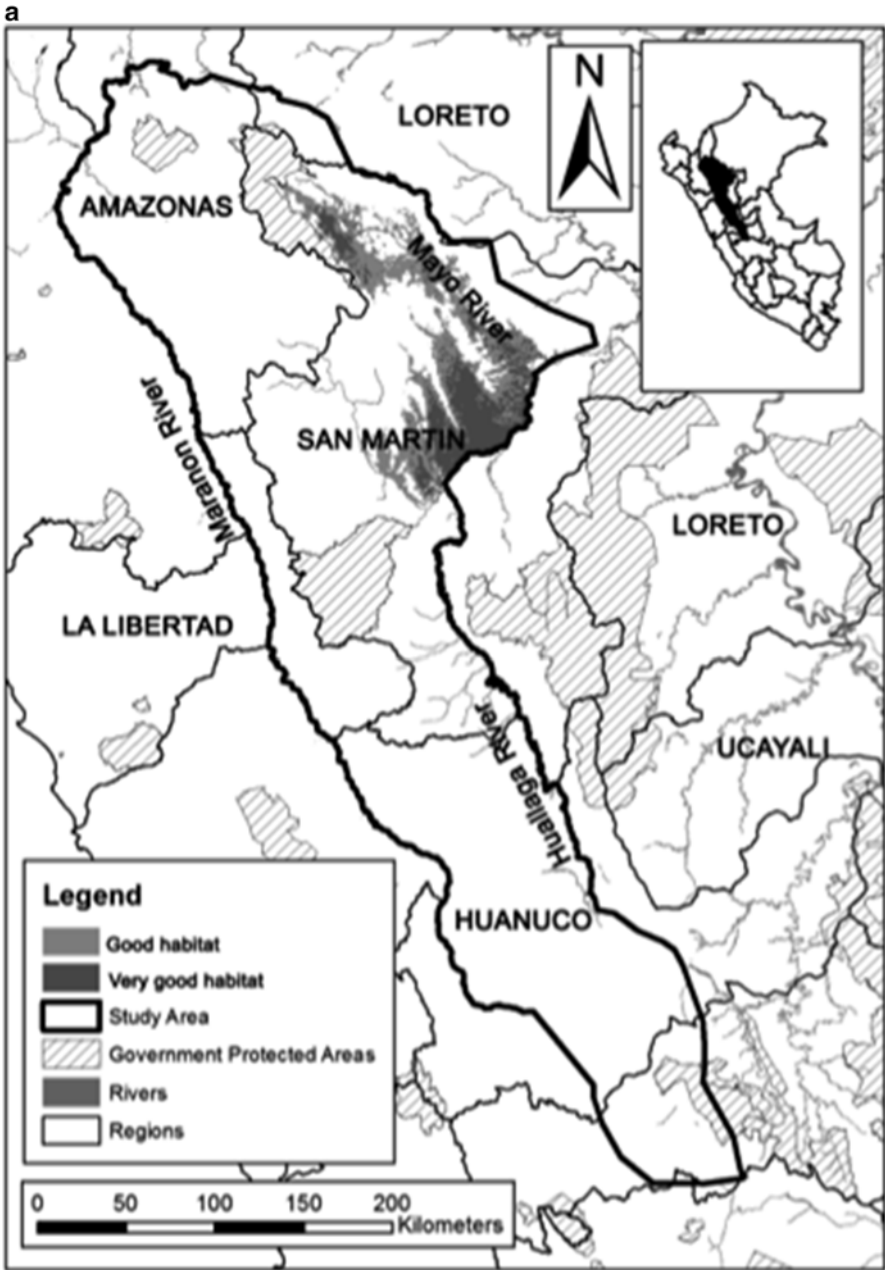 a
N
LORETO
AMAZONAS
Mayo River
Maranon River
SAN MARTIN
LORETO
LA LIBERTAD
Huallaga River
UCAYALI
HUANUCO
Legend
Good habitat
Very good habitat
Study Area
Government Protected Areas
Rivers
Regions
0 50 100 150 200
Kilometers